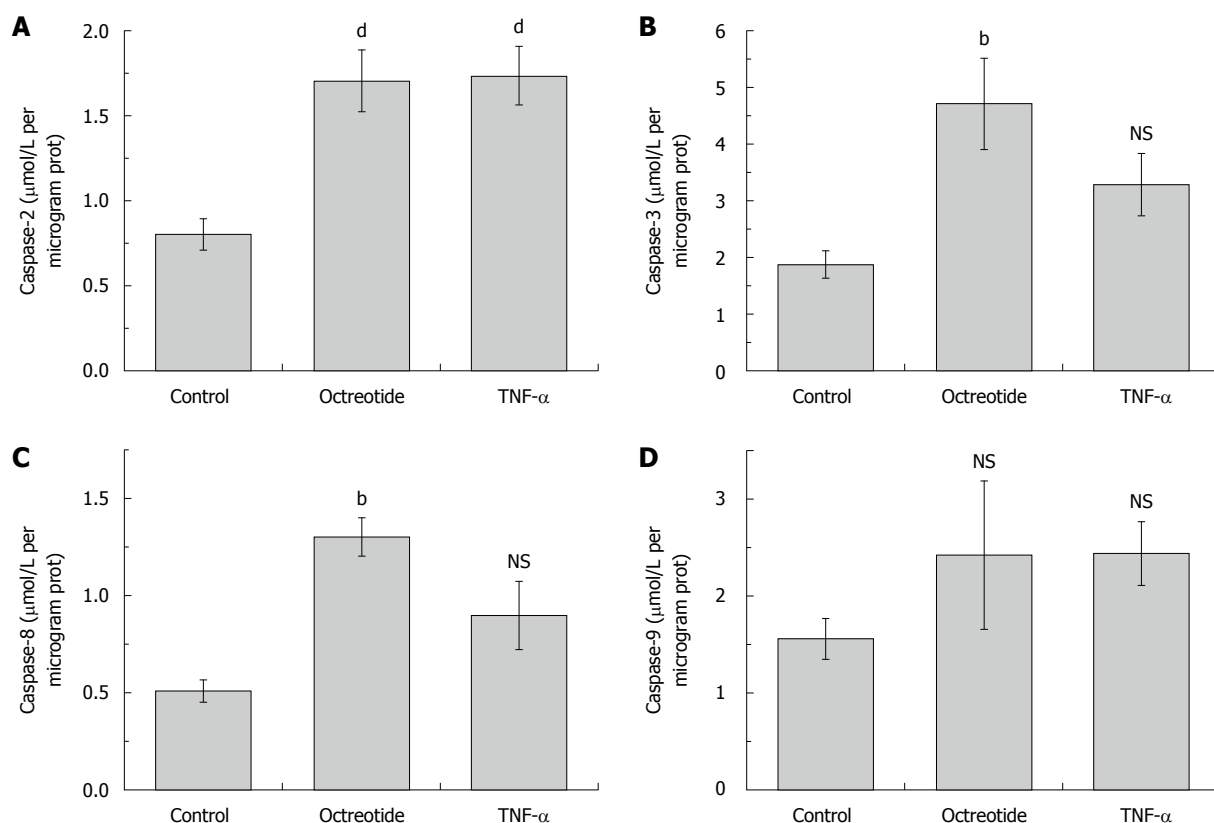 A
Caspase-2 (μmol/L per
microgram prot)
2.0
1.5
1.0
0.5
0.0
d
d
Control
Octreotide
TNF-α
B
Caspase-3 (μmol/L per
microgram prot)
6
5
4
3
2
1
0
b
NS
Control
Octreotide
TNF-α
C
Caspase-8 (μmol/L per
microgram prot)
1.5
1.0
0.5
0.0
b
NS
Control
Octreotide
TNF-α
D
Caspase-9 (μmol/L per
microgram prot)
3
2
1
0
NS
NS
Control
Octreotide
TNF-α